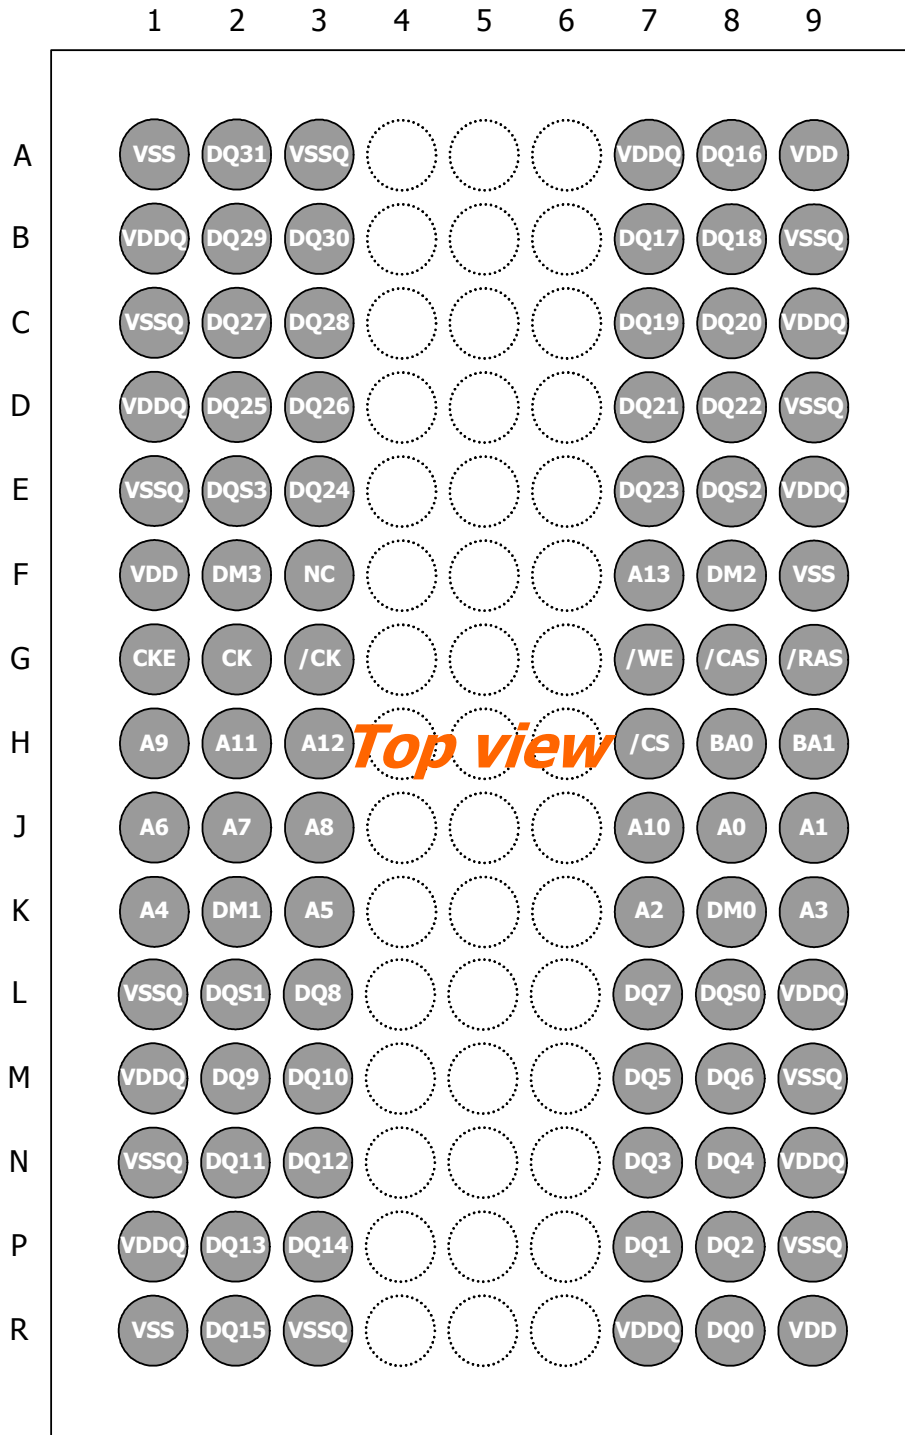 1 2 3 4 5 6 7 8 9
A VSS DQ31 VSSQ VDDQ DQ16 VDD
B VDDQ DQ29 DQ30 DQ17 DQ18 VSSQ
C VSSQ DQ27 DQ28 DQ19 DQ20 VDDQ
D VDDQ DQ25 DQ26 DQ21 DQ22 VSSQ
E VSSQ DQS3 DQ24 DQ23 DQS2 VDDQ
F VDD DM3 NC A13 DM2 VSS
G CKE CK /CK /WE /CAS /RAS
H A9 A11 A12 Top view /CS BA0 BA1
J A6 A7 A8 A10 A0 A1
K A4 DM1 A5 A2 DM0 A3
L VSSQ DQS1 DQ8 DQ7 DQS0 VDDQ
M VDDQ DQ9 DQ10 DQ5 DQ6 VSSQ
N VSSQ DQ11 DQ12 DQ3 DQ4 VDDQ
P VDDQ DQ13 DQ14 DQ1 DQ2 VSSQ
R VSS DQ15 VSSQ VDDQ DQ0 VDD